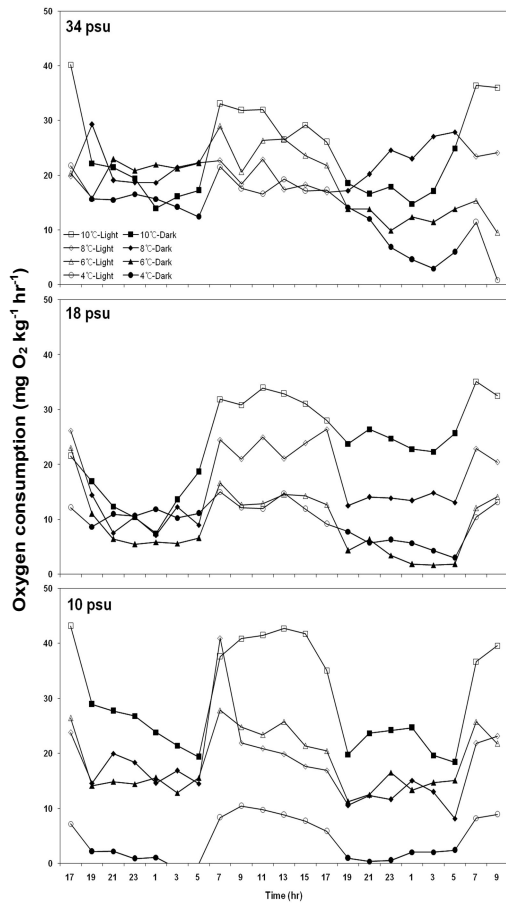 Oxygen consumption (mg O₂ kg⁻¹ hr⁻¹)
34 psu
50
40
30
20
10
0
10℃-Light 10℃-Dark
8℃-Light 8℃-Dark
6℃-Light 6℃-Dark
4℃-Light 4℃-Dark
18 psu
50
40
30
20
10
0
10 psu
50
40
30
20
10
0
17 19 21 23 1 3 5 7 9 11 13 15 17 19 21 23 1 3 5 7 9
Time (hr)